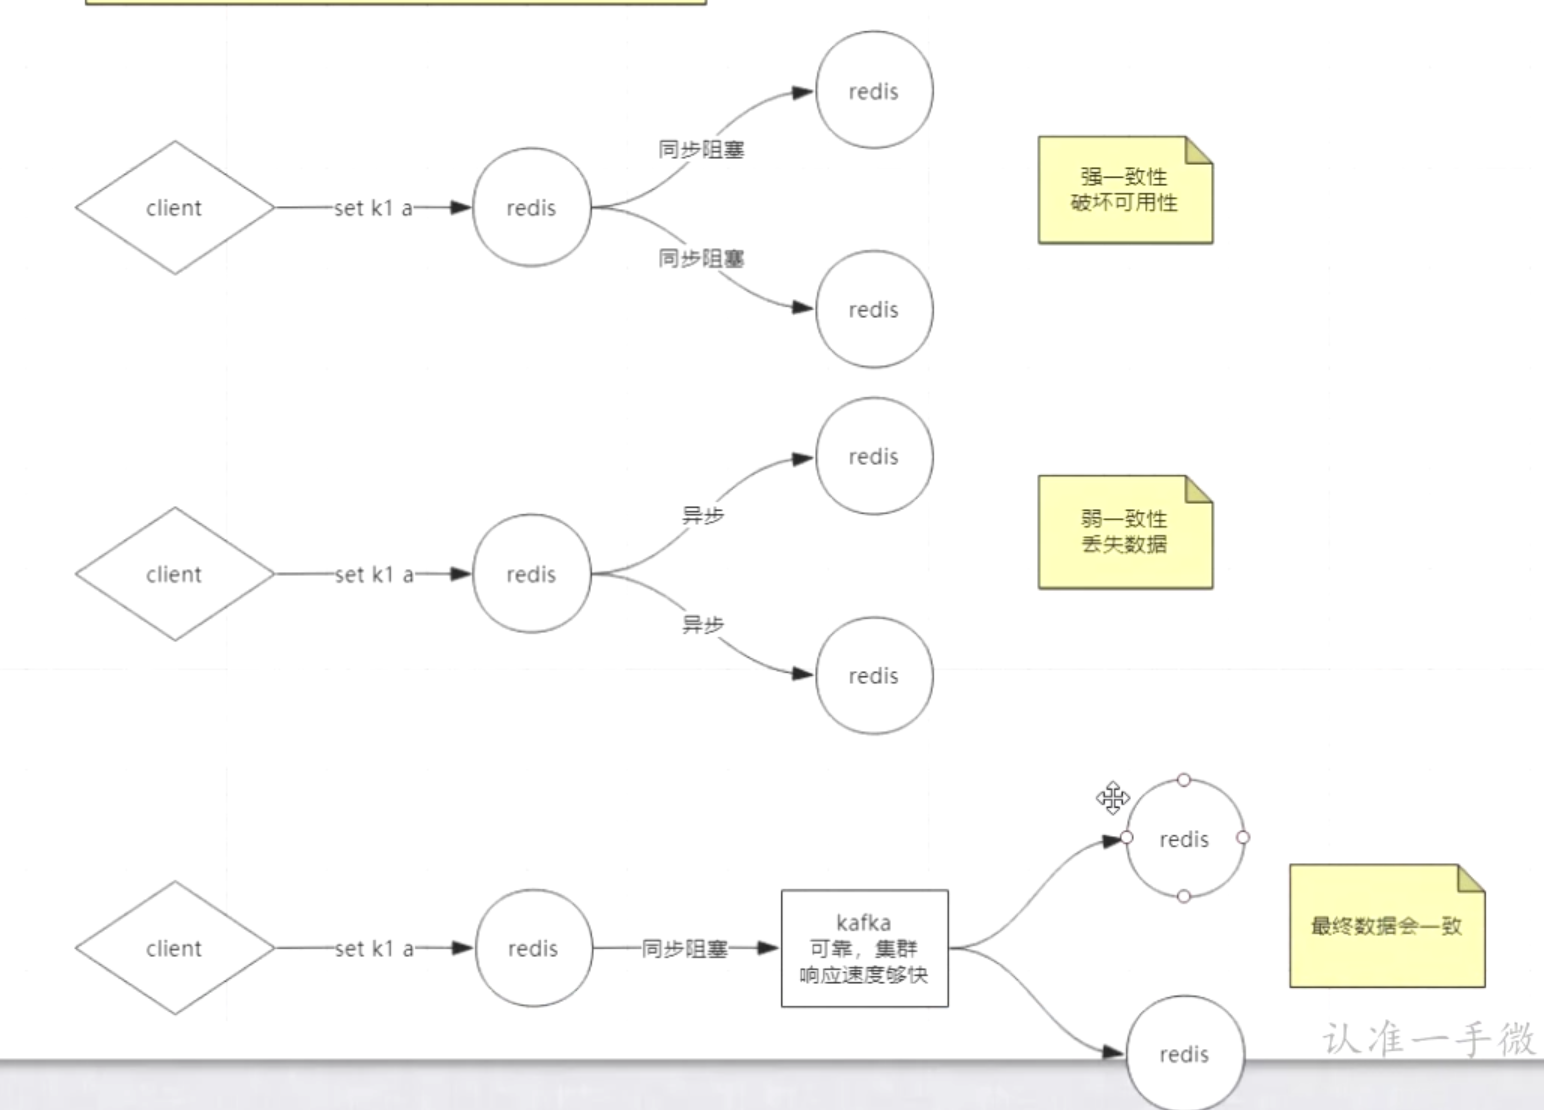 redis
同步阻塞
client
set k1 a
redis
同步阻塞
redis
强一致性
破坏可用性
redis
异步
client
set k1 a
redis
异步
redis
弱一致性
丢失数据
client
set k1 a
redis
同步阻塞
kafka
可靠，集群
响应速度够快
redis
redis
最终数据会一致
认准一手微